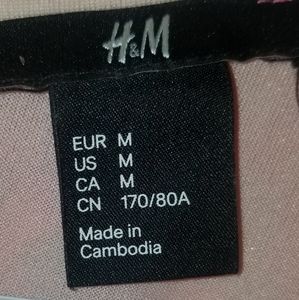 H&M
EUR M
US M
CA M
CN 170/80A
Made in
Cambodia